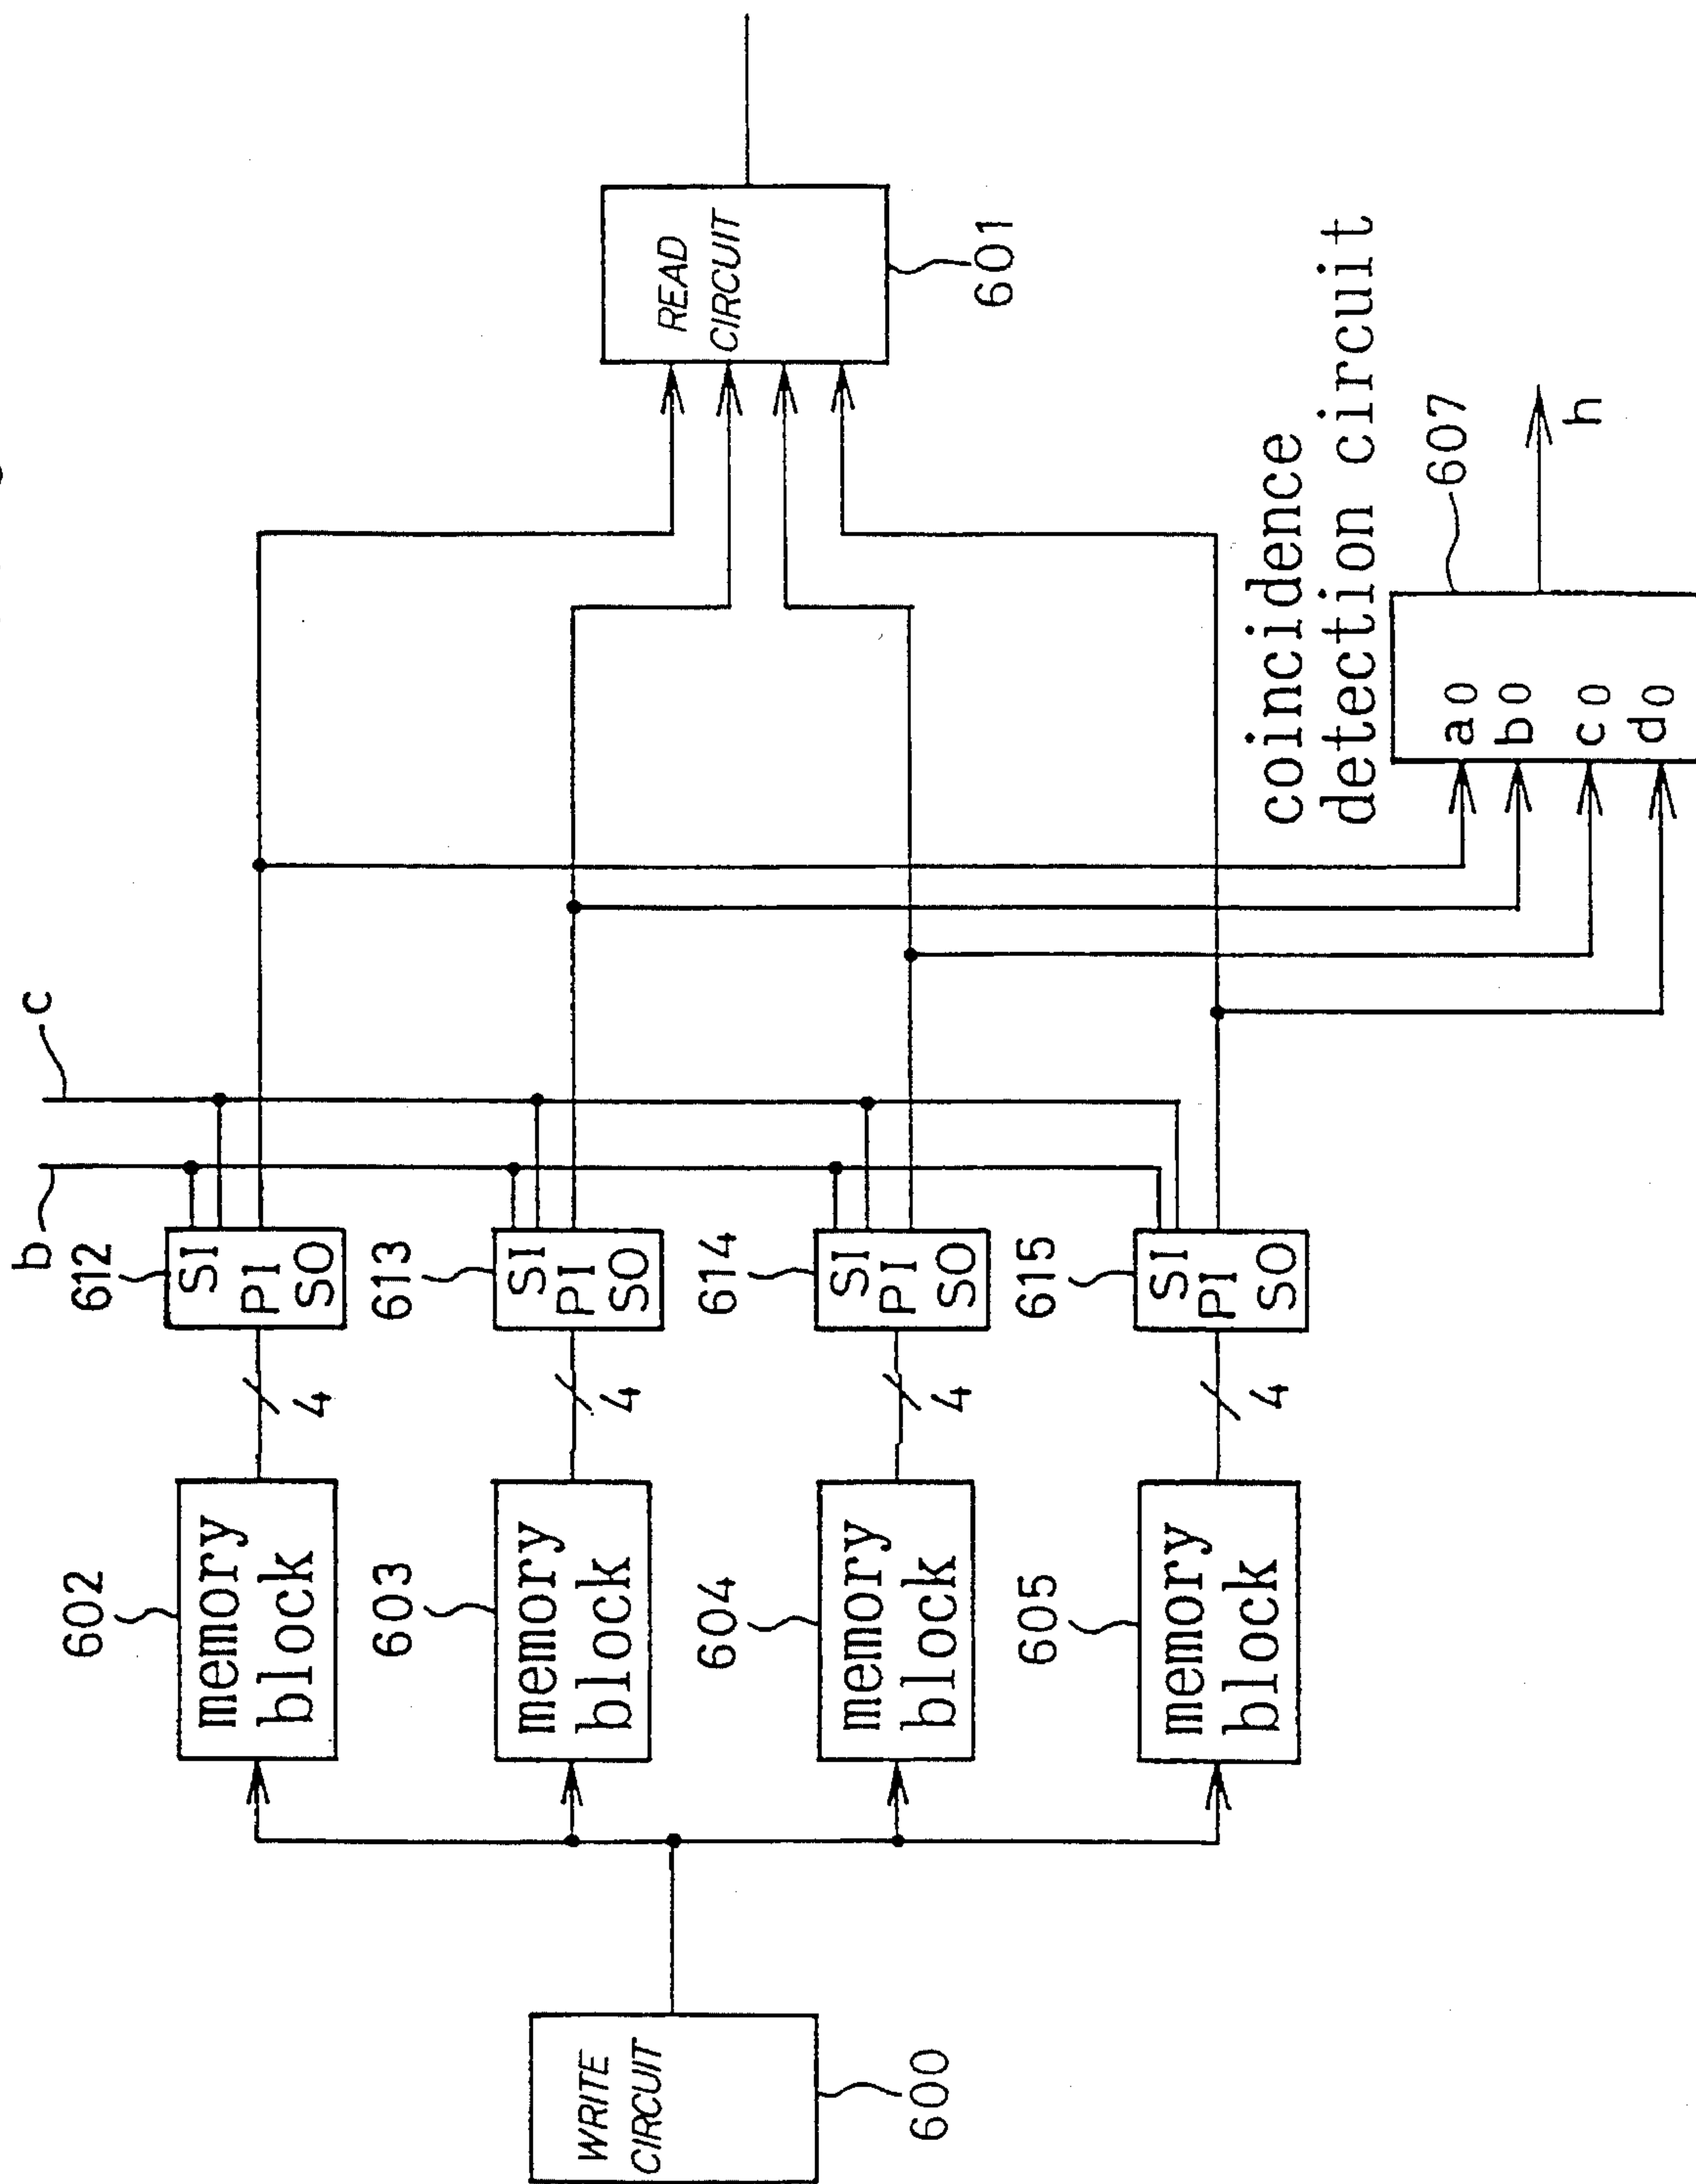 b
c
612
SI
PI
SO
613
SI
PI
SO
614
SI
PI
SO
615
SI
PI
SO
602
memory
block
4
603
memory
block
4
604
memory
block
4
605
memory
block
4
WRITE
CIRCUIT
600
READ
CIRCUIT
601
coincidence
detection circuit
607
a0
b0
c0
d0
h